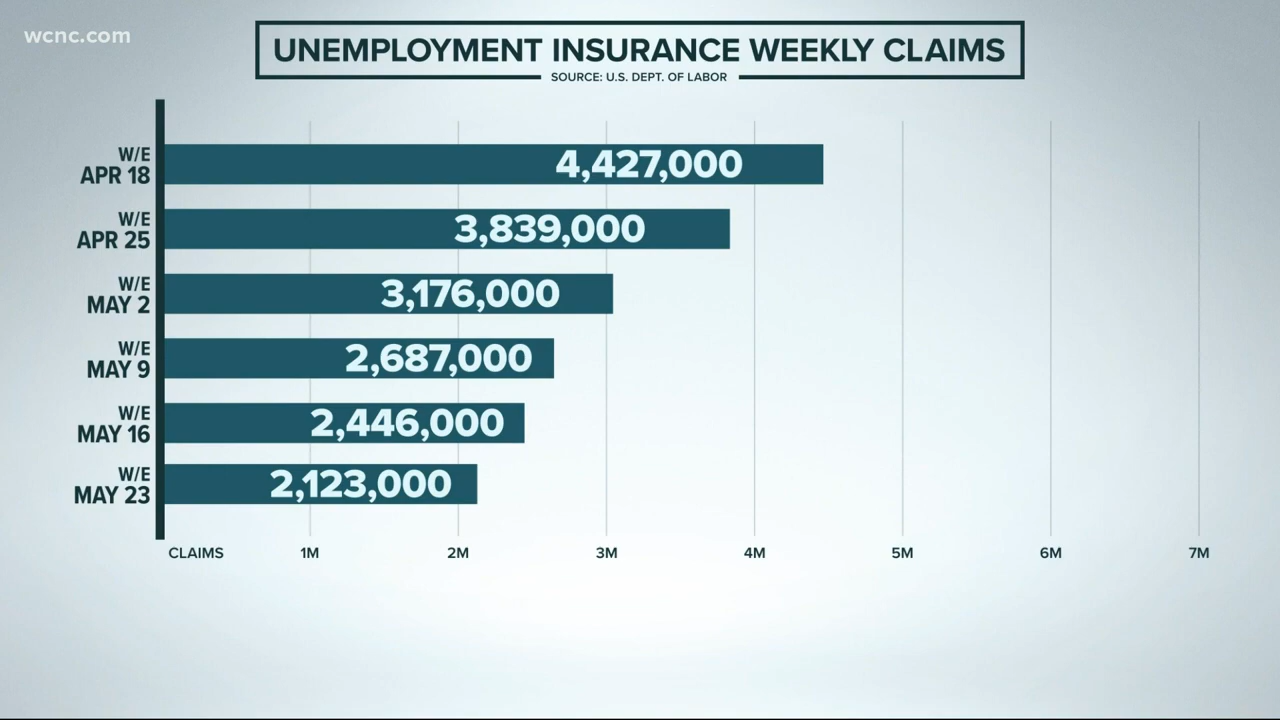 wcnc.com
UNEMPLOYMENT INSURANCE WEEKLY CLAIMS
SOURCE: U.S. DEPT. OF LABOR
W/E
APR 18
4,427,000
W/E
APR 25
3,839,000
W/E
MAY 2
3,176,000
W/E
MAY 9
2,687,000
W/E
MAY 16
2,446,000
W/E
MAY 23
2,123,000
CLAIMS 1M 2M 3M 4M 5M 6M 7M